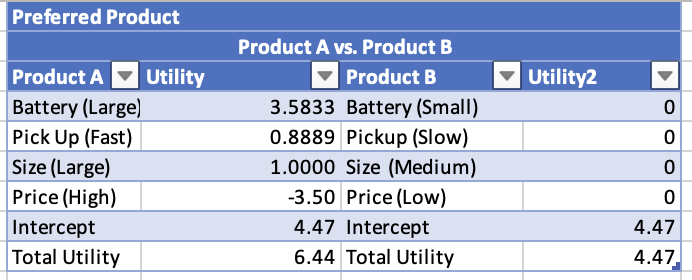 Preferred Product
Product A vs. Product B
Product A Utility Product B Utility2
Battery (Large) 3.5833 Battery (Small) 0
Pick Up (Fast) 0.8889 Pickup (Slow) 0
Size (Large) 1.0000 Size (Medium) 0
Price (High) -3.50 Price (Low) 0
Intercept 4.47 Intercept 4.47
Total Utility 6.44 Total Utility 4.47